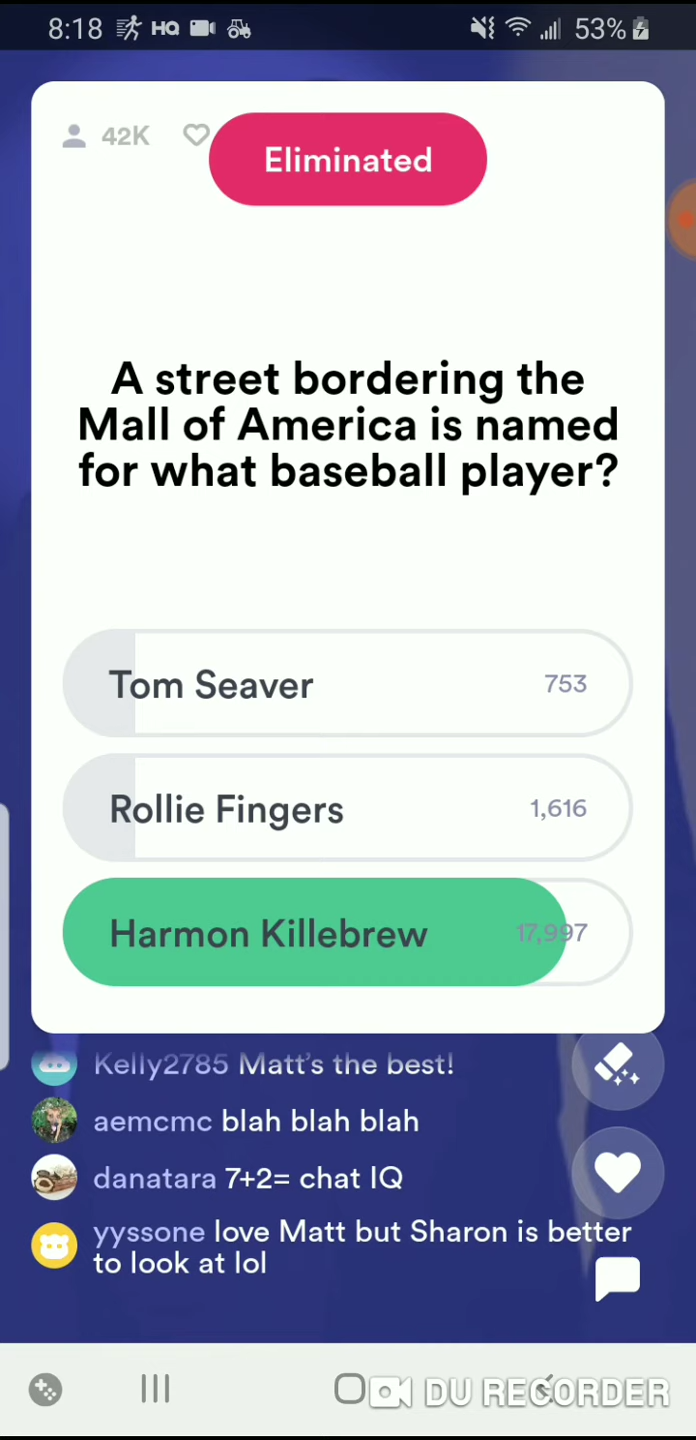 8:18 HQ 53%
42K
Eliminated
A street bordering the
Mall of America is named
for what baseball player?
Tom Seaver 753
Rollie Fingers 1,616
Harmon Killebrew 17,997
Kelly2785 Matt's the best!
aemcmc blah blah blah
danatara 7+2= chat IQ
yyssone love Matt but Sharon is better
to look at lol
DU RECORDER